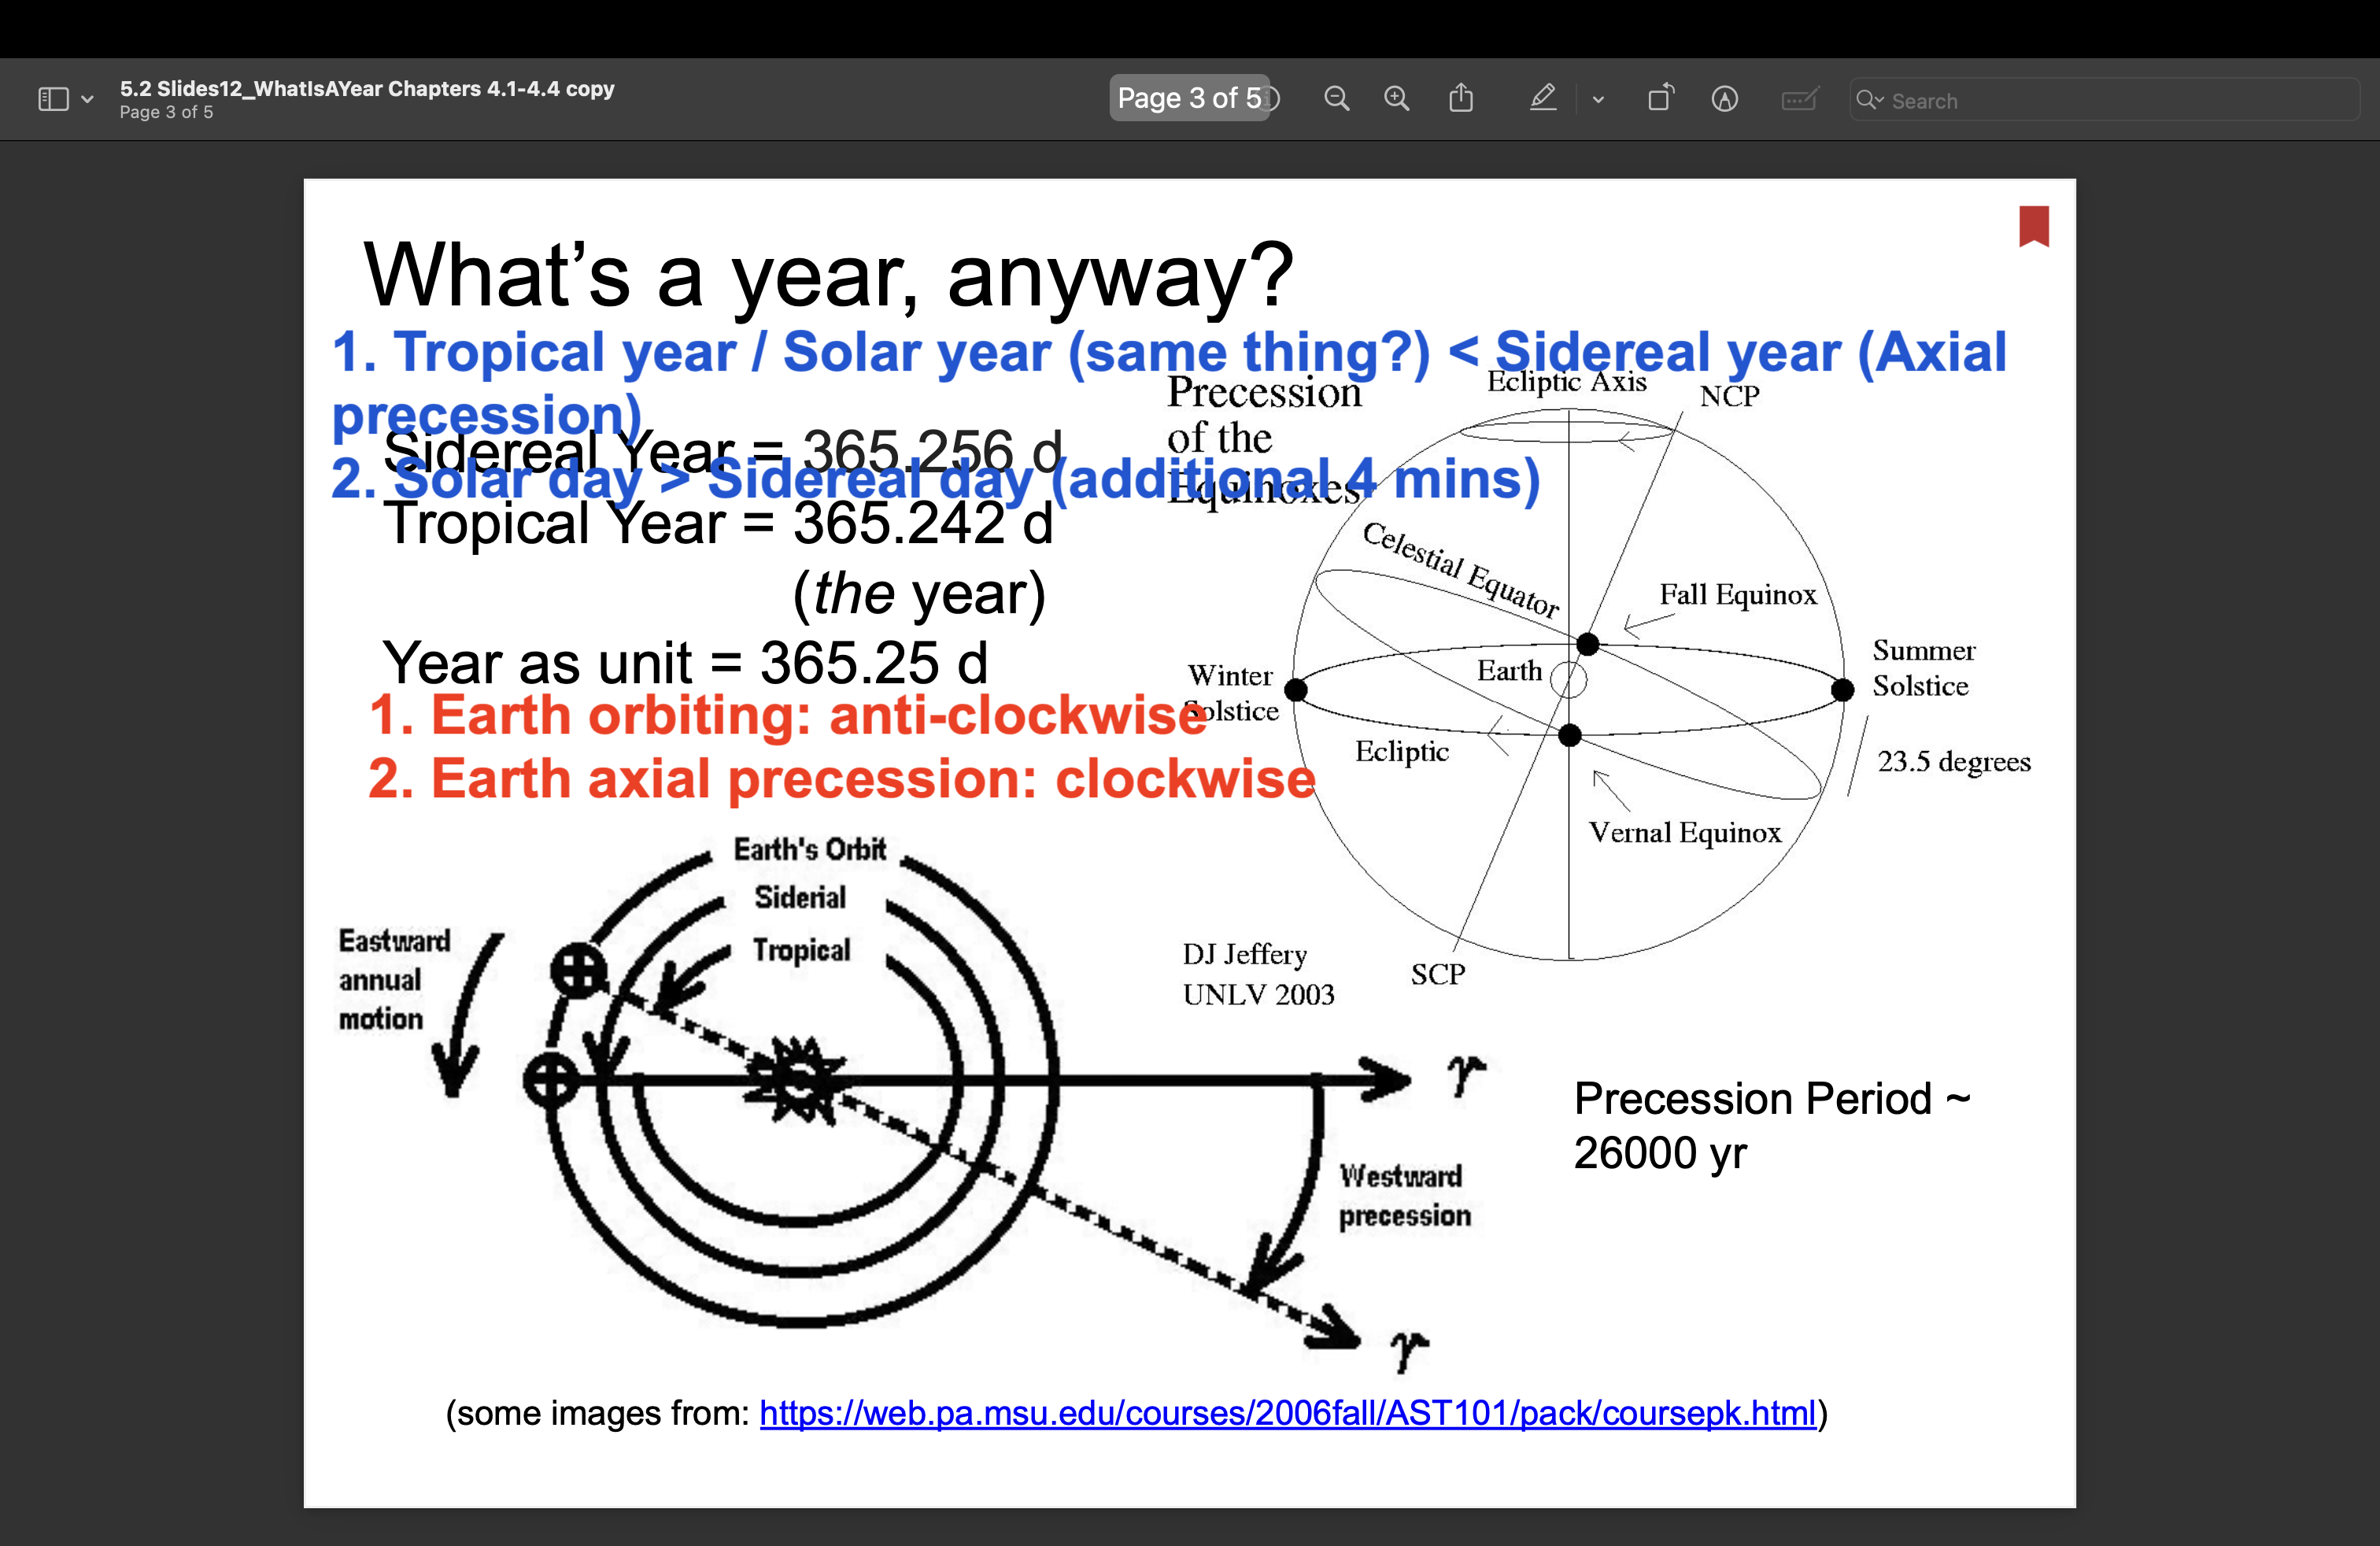 5.2 Slides12_WhatIsAYear Chapters 4.1-4.4 copy
Page 3 of 5
Page 3 of 5
Search
What's a year, anyway?
1. Tropical year / Solar year (same thing?) < Sidereal year (Axial
precession)
2. Solar day > Sidereal day (additional 4 mins)
Sidereal Year = 365.256 d
Tropical Year = 365.242 d
(the year)
Year as unit = 365.25 d
1. Earth orbiting: anti-clockwise
2. Earth axial precession: clockwise
Precession
of the
Equinoxes
Ecliptic Axis
NCP
Celestial Equator
Fall Equinox
Summer
Solstice
Earth
Winter
Solstice
Ecliptic
23.5 degrees
Vernal Equinox
SCP
DJ Jeffery
UNLV 2003
Earth's Orbit
Siderial
Tropical
Eastward
annual
motion
♈
Westward
precession
♈
Precession Period ~
26000 yr
(some images from: https://web.pa.msu.edu/courses/2006fall/AST101/pack/coursepk.html)